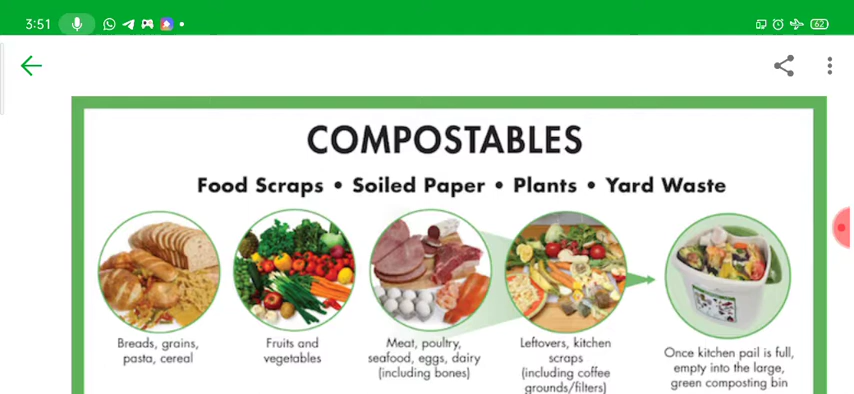 3:51
62
COMPOSTABLES
Food Scraps • Soiled Paper • Plants • Yard Waste
Breads, grains,
pasta, cereal
Fruits and
vegetables
Meat, poultry,
seafood, eggs, dairy
(including bones)
Leftovers, kitchen
scraps
(including coffee
grounds/filters)
Once kitchen pail is full,
empty into the large,
green composting bin